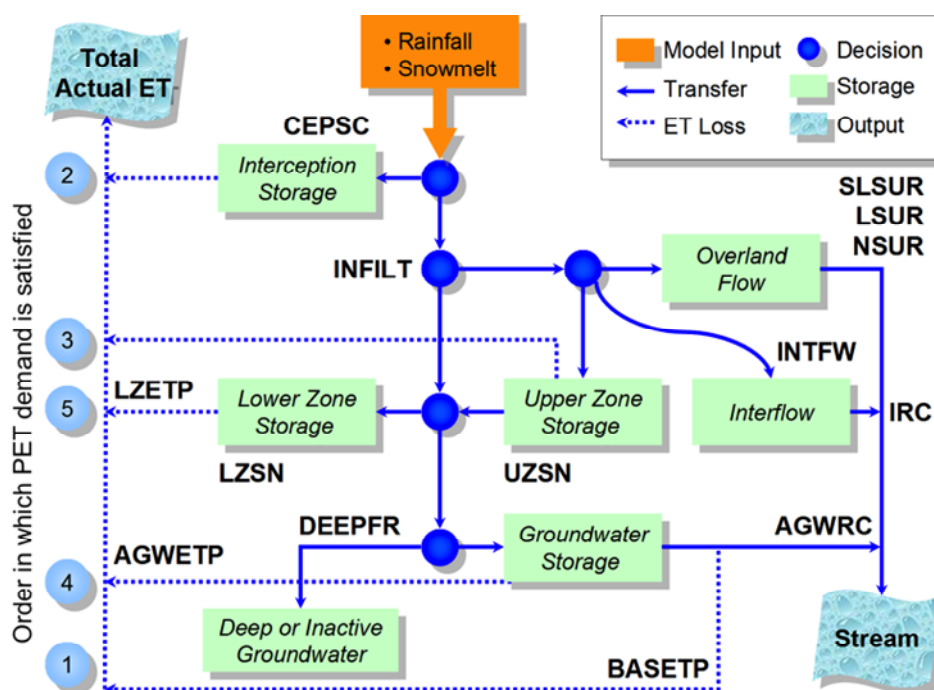 Total
Actual ET
• Rainfall
• Snowmelt
Model Input
Decision
Transfer
Storage
ET Loss
Output
CEPSC
2
Interception
Storage
SLSUR
LSUR
NSUR
INFILT
Overland
Flow
Order in which PET demand is satisfied
3
INTFW
LZETP
5
Lower Zone
Storage
Upper Zone
Storage
Interflow
IRC
LZSN
UZSN
DEEPFR
Groundwater
Storage
AGWRC
AGWETP
4
Deep or Inactive
Groundwater
Stream
1
BASETP